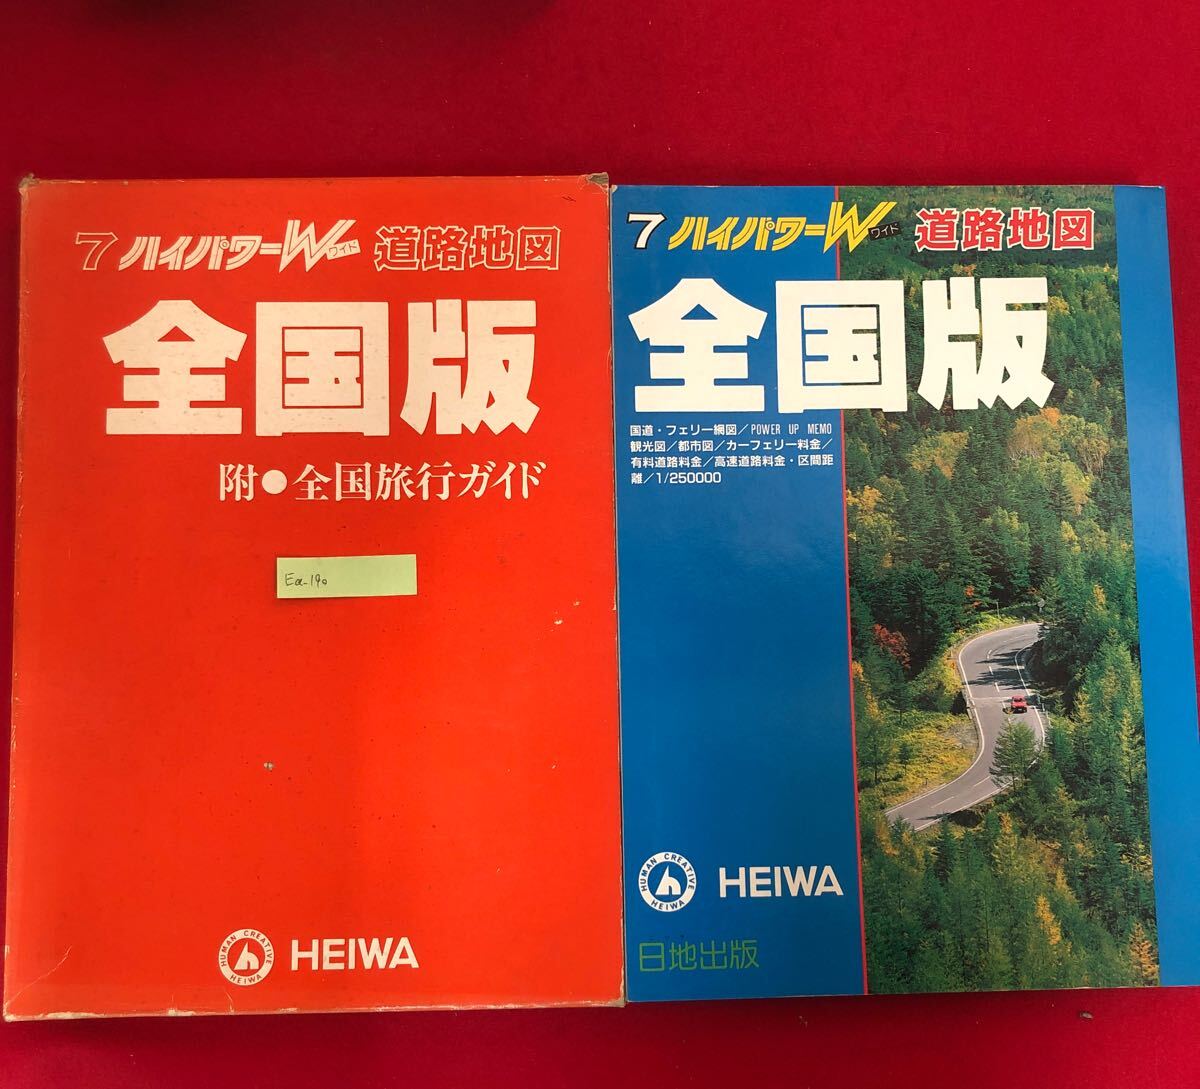 7 ハイパワーW ワイド 道路地図
全国版
附●全国旅行ガイド
Ea-190
HUMAN CREATIVE HEIWA
HEIWA
7 ハイパワーW ワイド 道路地図
全国版
国道・フェリー網図/POWER UP MEMO
観光図/都市図/カーフェリー料金/
有料道路料金/高速道路料金・区間距
離/1/250000
HUMAN CREATIVE HEIWA
HEIWA
日地出版